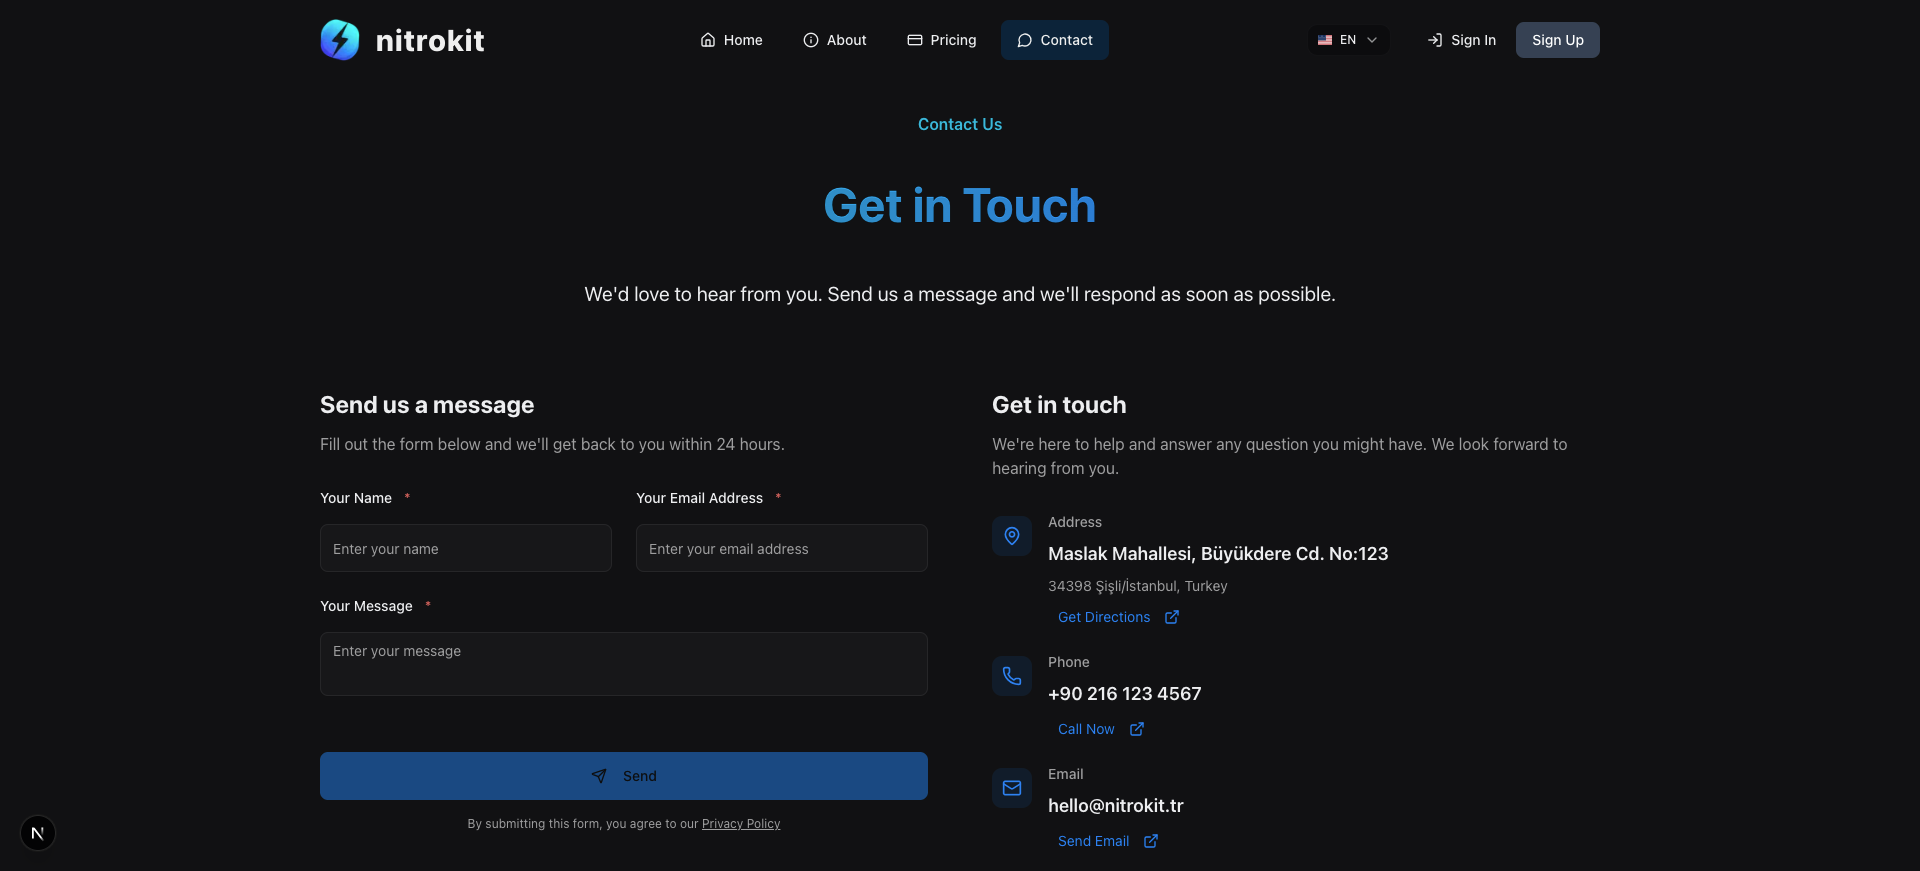 nitrokit
Home
About
Pricing
Contact
EN
Sign In
Sign Up
Contact Us
Get in Touch
We'd love to hear from you. Send us a message and we'll respond as soon as possible.
Send us a message
Fill out the form below and we'll get back to you within 24 hours.
Your Name *
Your Email Address *
Enter your name
Enter your email address
Your Message *
Enter your message
Send
By submitting this form, you agree to our Privacy Policy
Get in touch
We're here to help and answer any question you might have. We look forward to
hearing from you.
Address
Maslak Mahallesi, Büyükdere Cd. No:123
34398 Şişli/İstanbul, Turkey
Get Directions
Phone
+90 216 123 4567
Call Now
Email
hello@nitrokit.tr
Send Email
N